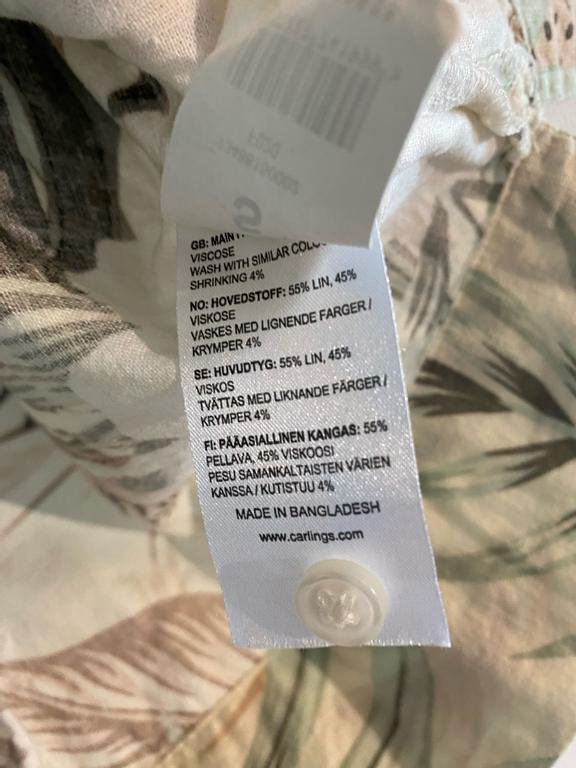 GB: MAIN
VISCOSE
WASH WITH SIMILAR
SHRINKING 4%
NO: HOVEDSTOFF: 55% LIN, 45%
VISKOSE
VASKES MED LIGNENDE FARGER /
KRYMPER 4%
SE: HUVUDTYG: 55% LIN, 45%
VISKOS
TVÄTTAS MED LIKNANDE FÄRGER /
KRYMPER 4%
FI: PÄÄASIALLINEN KANGAS: 55%
PELLAVA, 45% VISKOOSI
PESU SAMANKALTAISTEN VÄRIEN
KANSSA / KUTISTUU 4%
MADE IN BANGLADESH
www.carlings.com